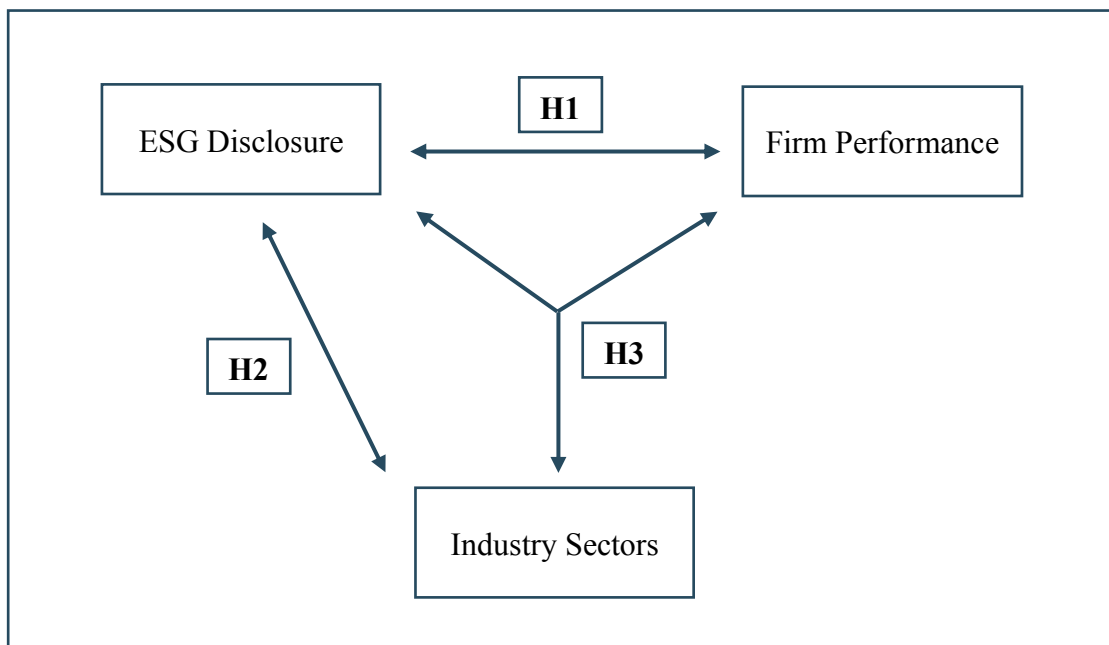 H1
ESG Disclosure
Firm Performance
H2
H3
Industry Sectors